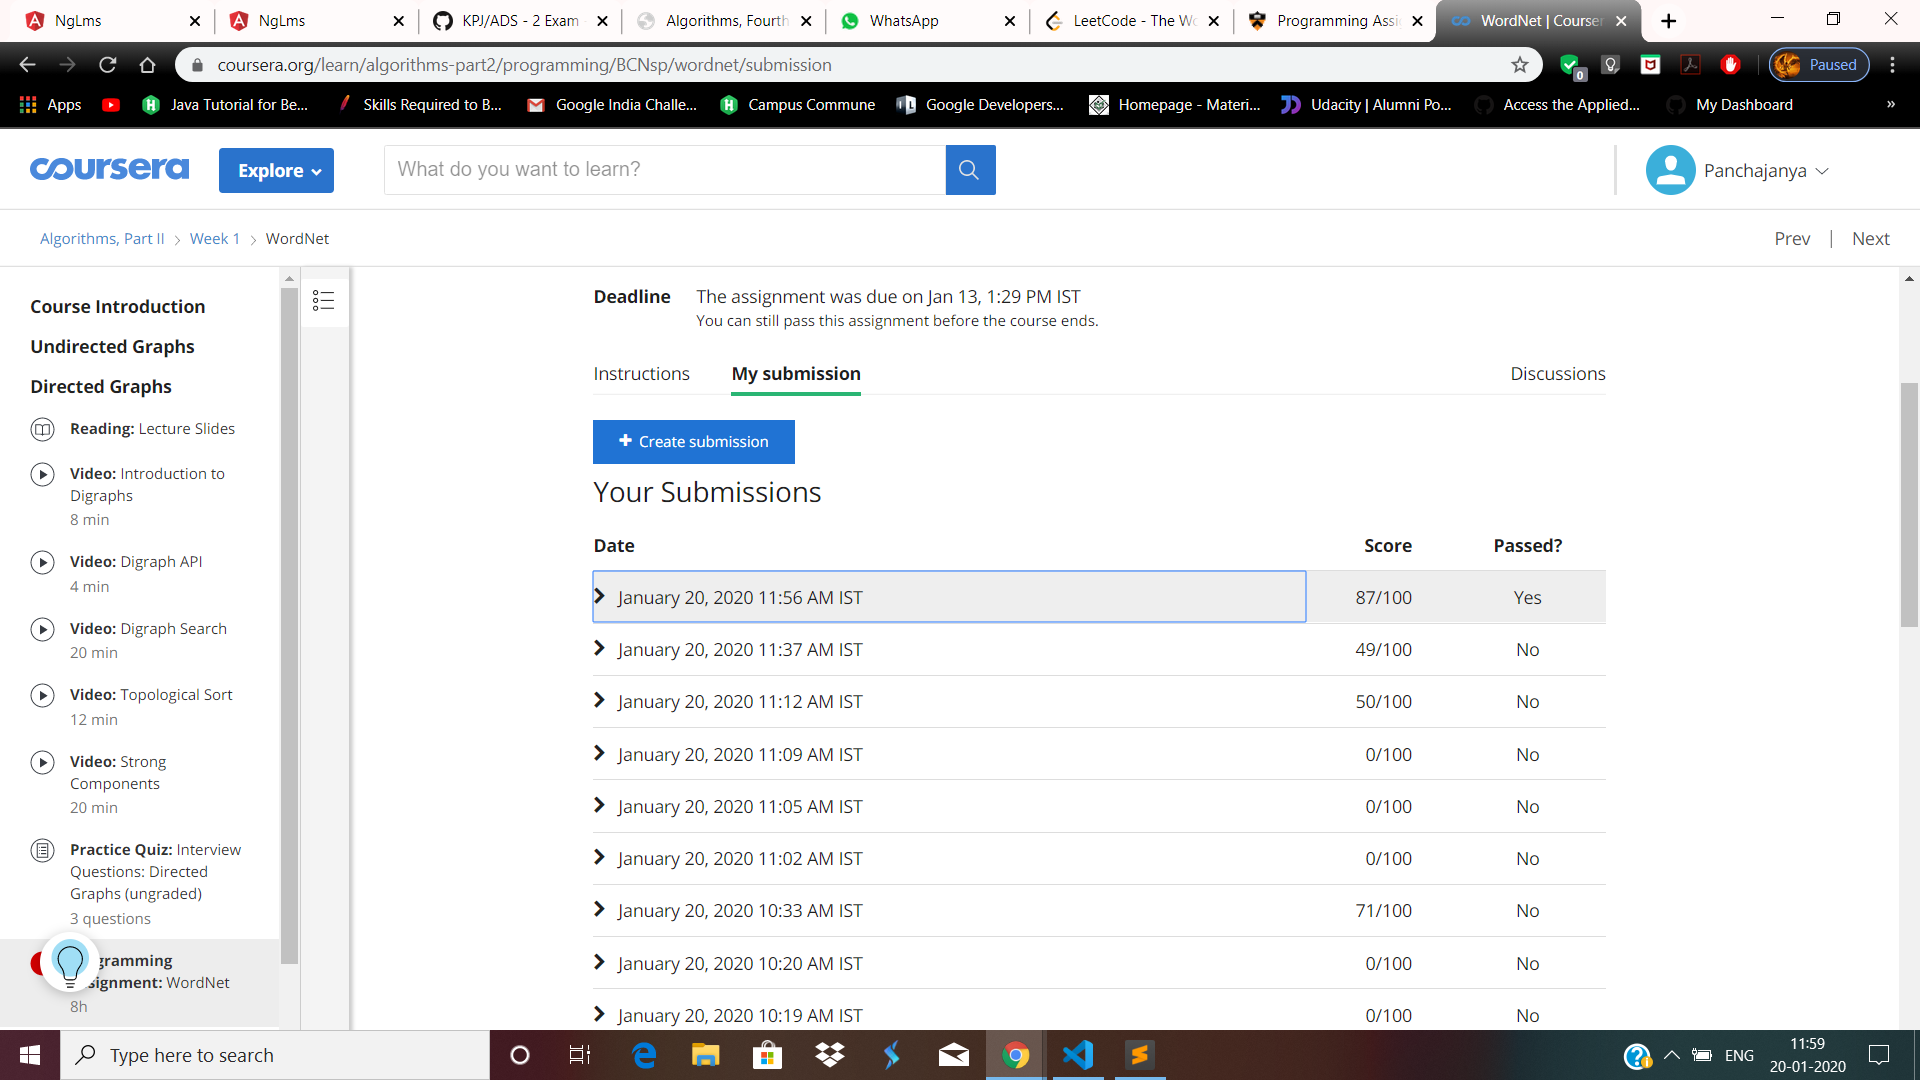 NgLms
NgLms
KPJ/ADS - 2 Exam
Algorithms, Fourth
WhatsApp
LeetCode - The Wo
Programming Assi
WordNet | Courser
coursera.org/learn/algorithms-part2/programming/BCNsp/wordnet/submission
0
Paused
Apps
Java Tutorial for Be...
Skills Required to B...
Google India Challe...
Campus Commune
Google Developers...
Homepage - Materi...
Udacity | Alumni Po...
Access the Applied...
My Dashboard
»
coursera
Explore
What do you want to learn?
Panchajanya
Algorithms, Part II
Week 1
WordNet
Prev | Next
Course Introduction
Undirected Graphs
Directed Graphs
Reading: Lecture Slides
Video: Introduction to
Digraphs
8 min
Video: Digraph API
4 min
Video: Digraph Search
20 min
Video: Topological Sort
12 min
Video: Strong
Components
20 min
Practice Quiz: Interview
Questions: Directed
Graphs (ungraded)
3 questions
gramming
signment: WordNet
8h
Deadline The assignment was due on Jan 13, 1:29 PM IST
You can still pass this assignment before the course ends.
Instructions My submission Discussions
+ Create submission
Your Submissions
Date Score Passed?
January 20, 2020 11:56 AM IST 87/100 Yes
January 20, 2020 11:37 AM IST 49/100 No
January 20, 2020 11:12 AM IST 50/100 No
January 20, 2020 11:09 AM IST 0/100 No
January 20, 2020 11:05 AM IST 0/100 No
January 20, 2020 11:02 AM IST 0/100 No
January 20, 2020 10:33 AM IST 71/100 No
January 20, 2020 10:20 AM IST 0/100 No
January 20, 2020 10:19 AM IST 0/100 No
Type here to search
ENG
11:59
20-01-2020